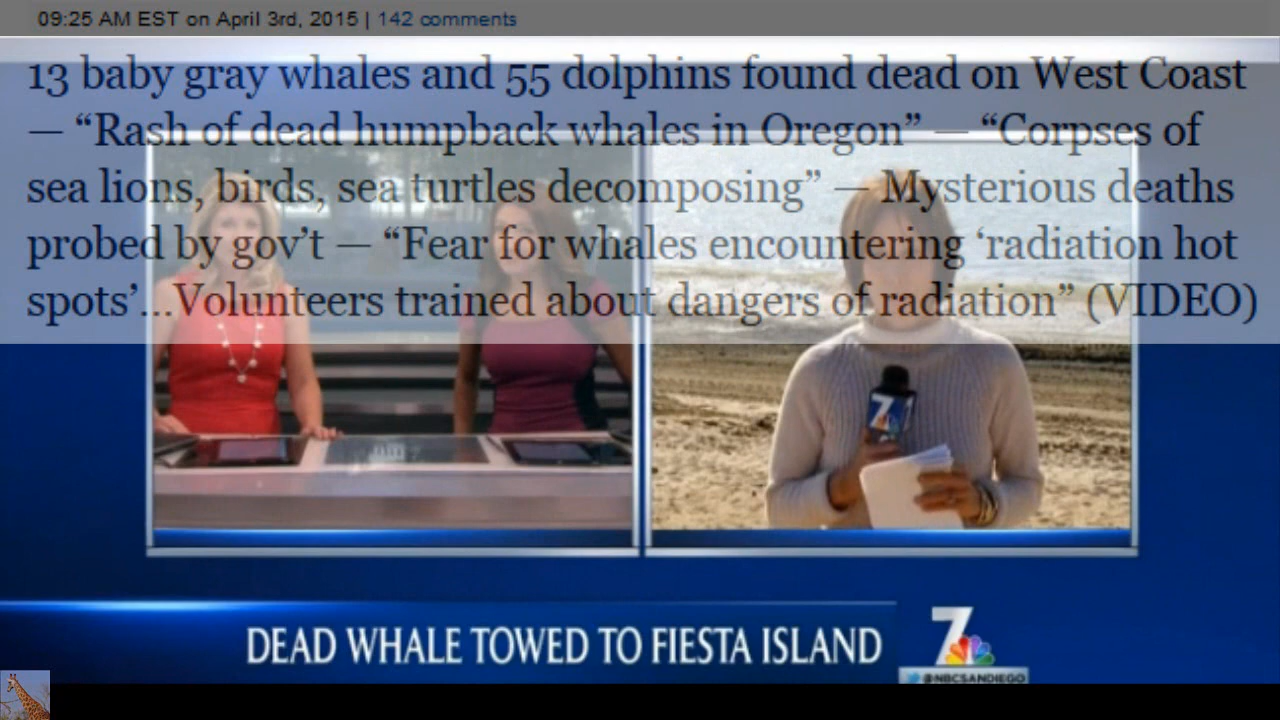 09:25 AM EST on April 3rd, 2015 | 142 comments
13 baby gray whales and 55 dolphins found dead on West Coast
— “Rash of dead humpback whales in Oregon” — “Corpses of
sea lions, birds, sea turtles decomposing” — Mysterious deaths
probed by gov’t — “Fear for whales encountering ‘radiation hot
spots’…Volunteers trained about dangers of radiation” (VIDEO)
7
DEAD WHALE TOWED TO FIESTA ISLAND
7
@NBCSANDIEGO